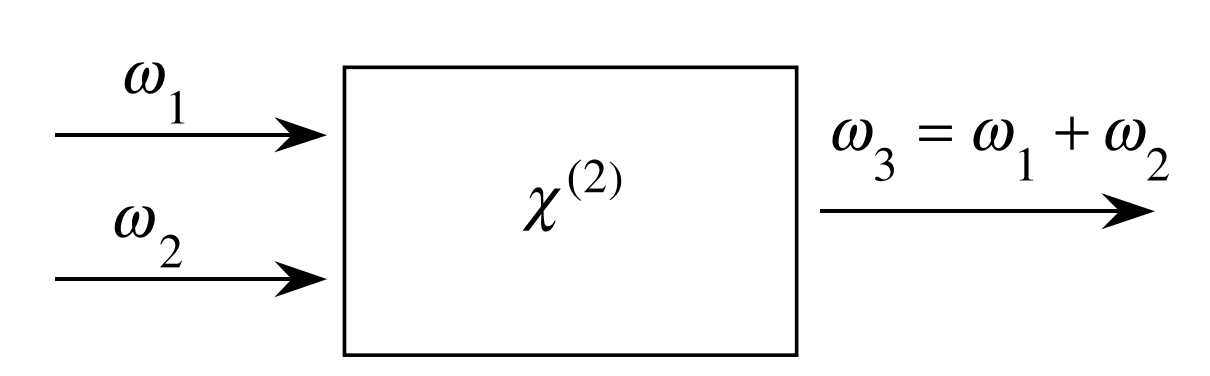 ω₁
ω₂
χ⁽²⁾
ω₃ = ω₁ + ω₂